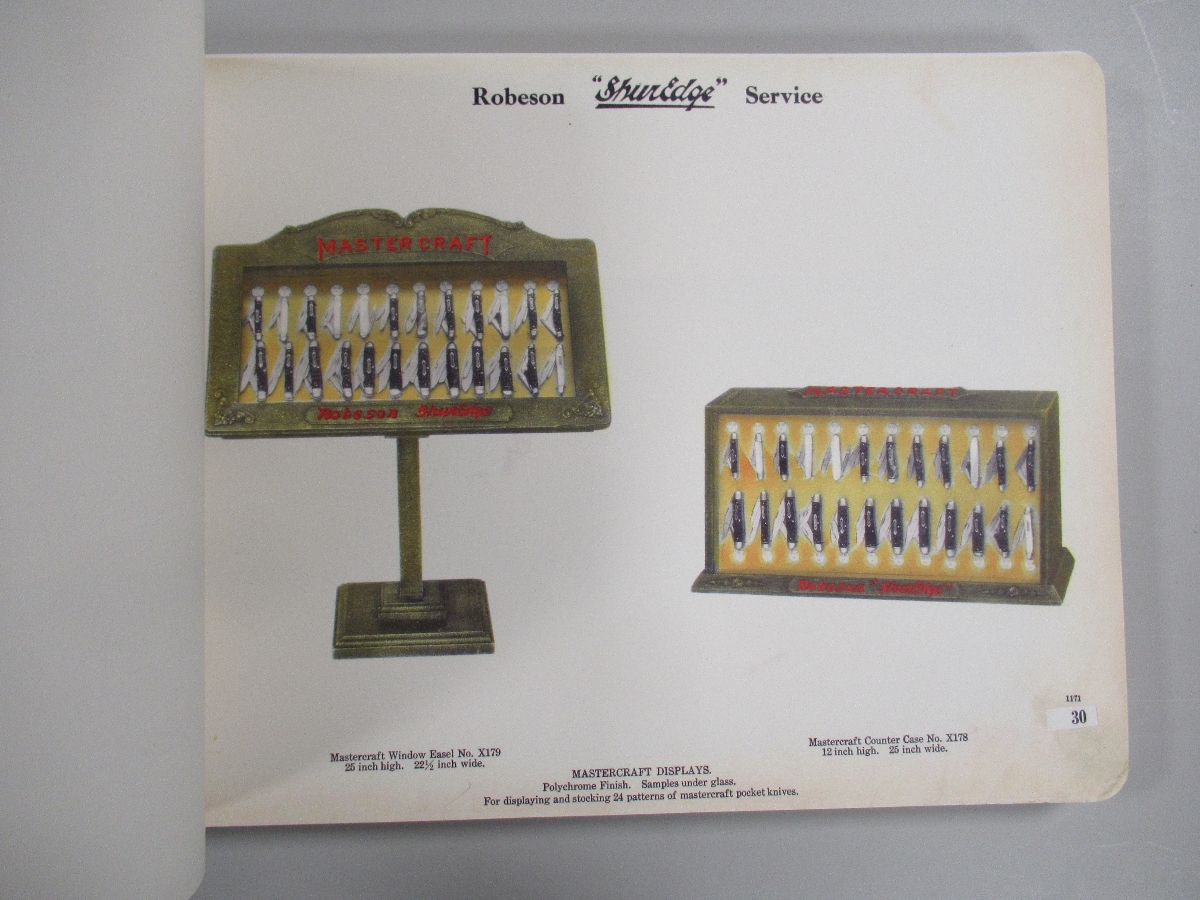 Robeson "ShurEdge" Service
MASTERCRAFT
Robeson ShurEdge
MASTERCRAFT
Robeson "ShurEdge"
1171
30
Mastercraft Window Easel No. X179
25 inch high. 22½ inch wide.
Mastercraft Counter Case No. X178
12 inch high. 25 inch wide.
MASTERCRAFT DISPLAYS.
Polychrome Finish. Samples under glass.
For displaying and stocking 24 patterns of mastercraft pocket knives.